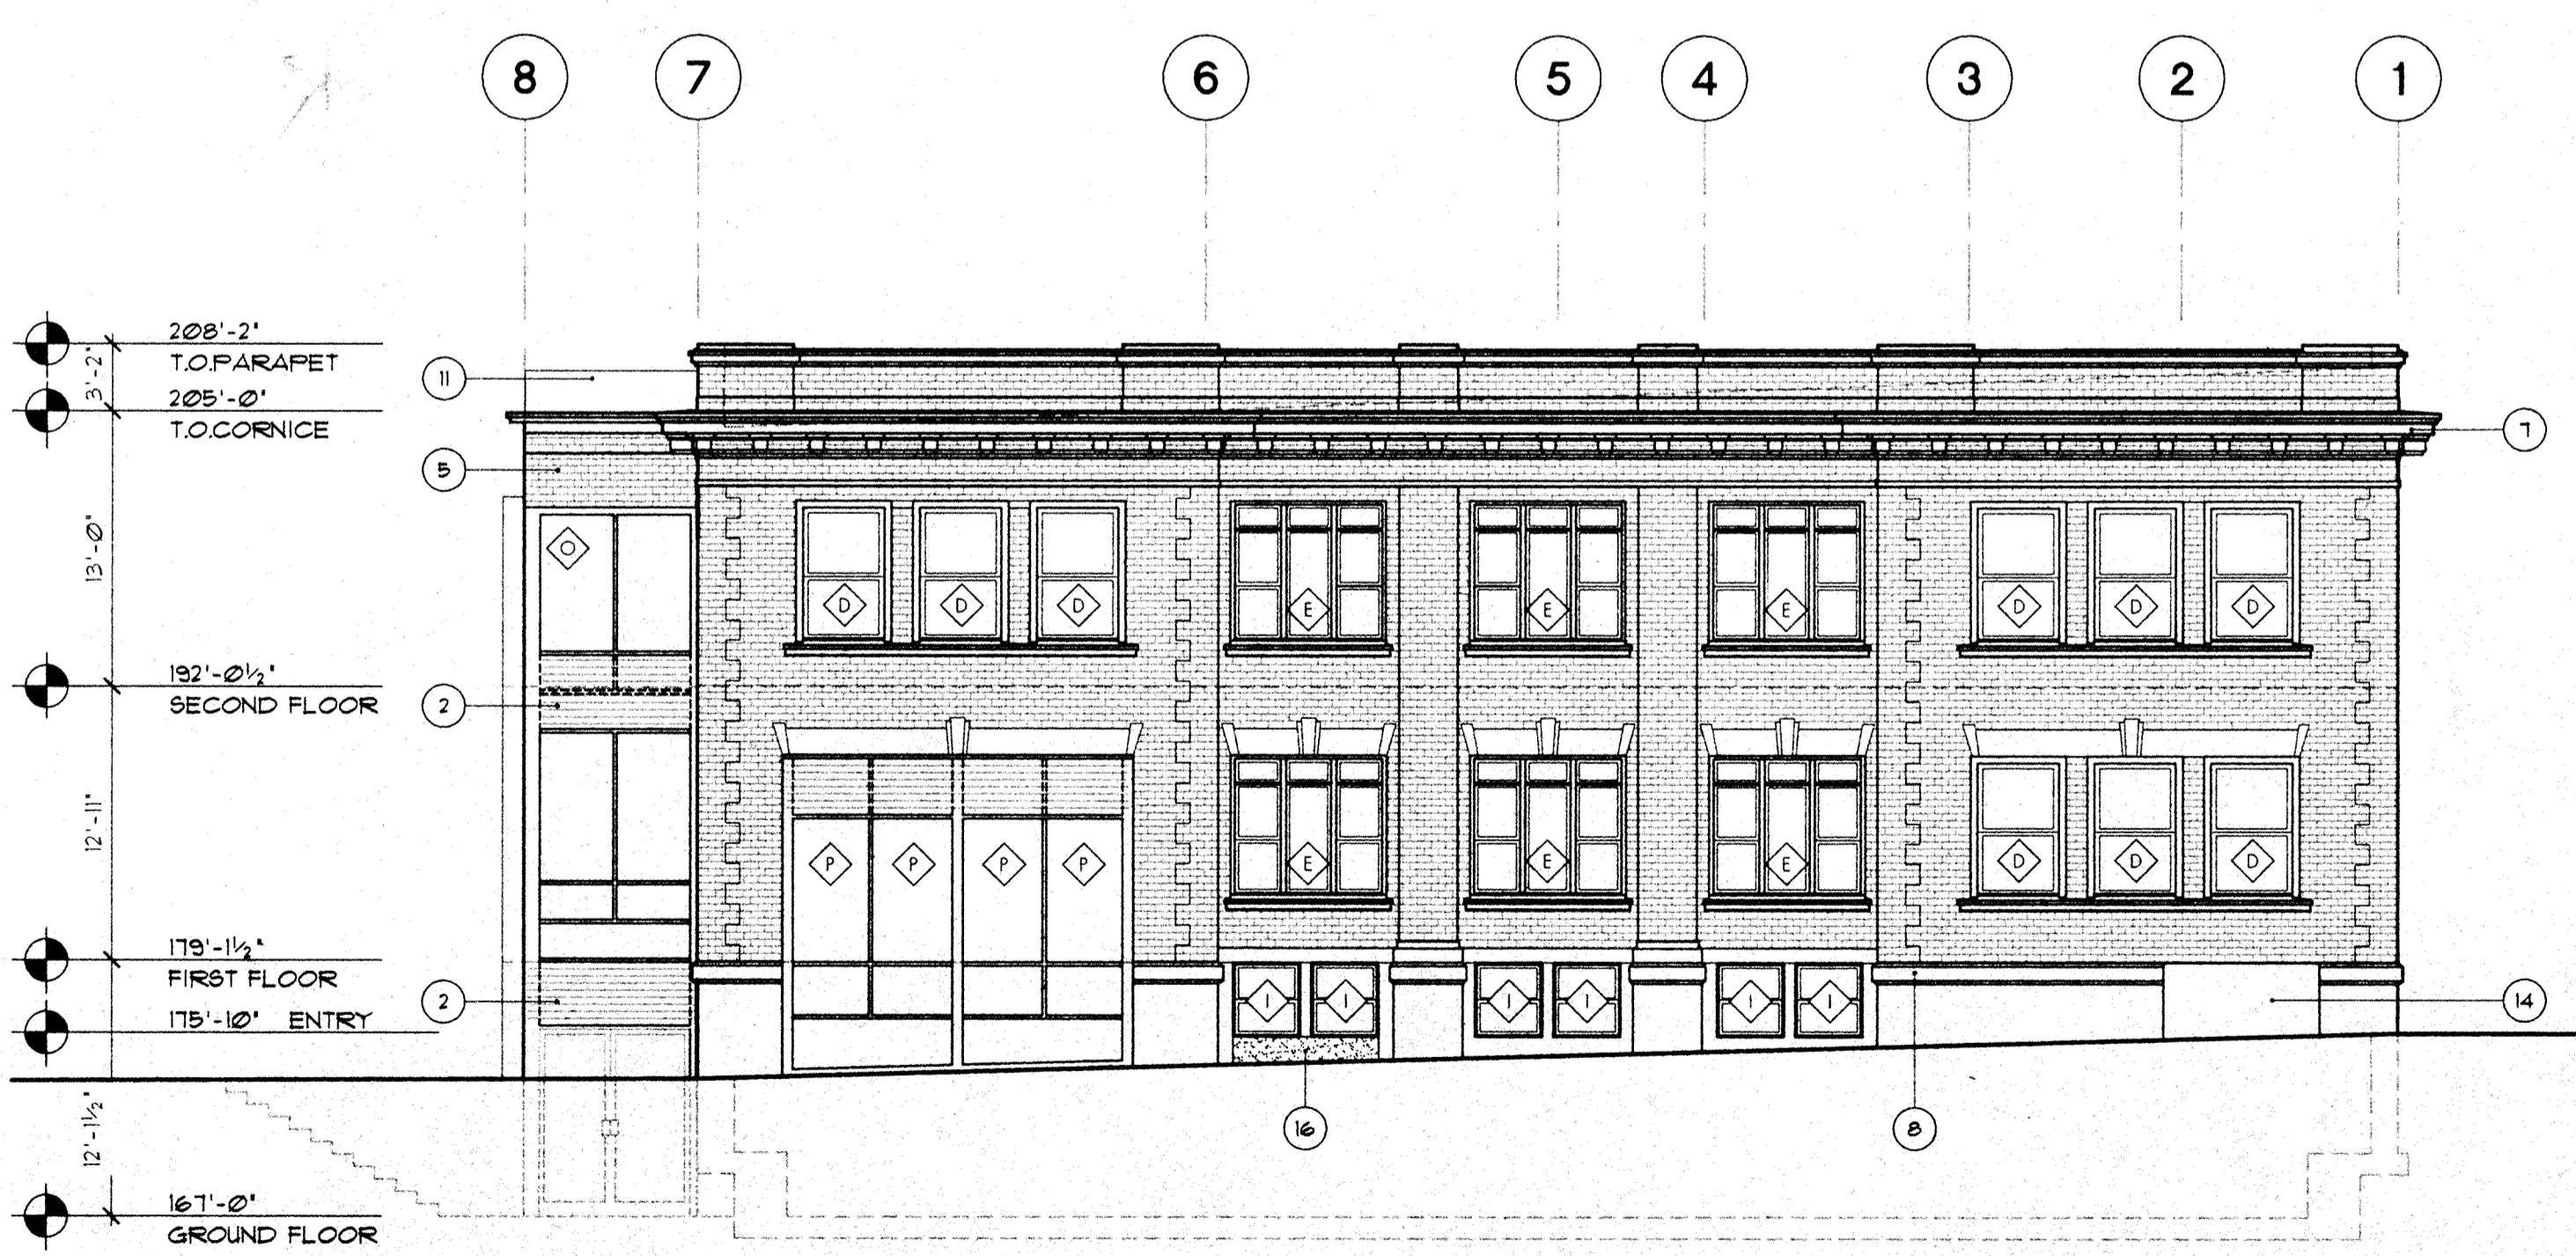 8 7 6 5 4 3 2 1
208'-2"
T.O.PARAPET
3'-2"
11
205'-0"
T.O.CORNICE
7
5
13'-0"
O
D D D E E E D D D
192'-0½"
SECOND FLOOR
2
12'-11"
P P P P E E E D D D
179'-1½"
FIRST FLOOR
8
2
I I I I I I
14
175'-10" ENTRY
12'-1½"
16
167'-0"
GROUND FLOOR